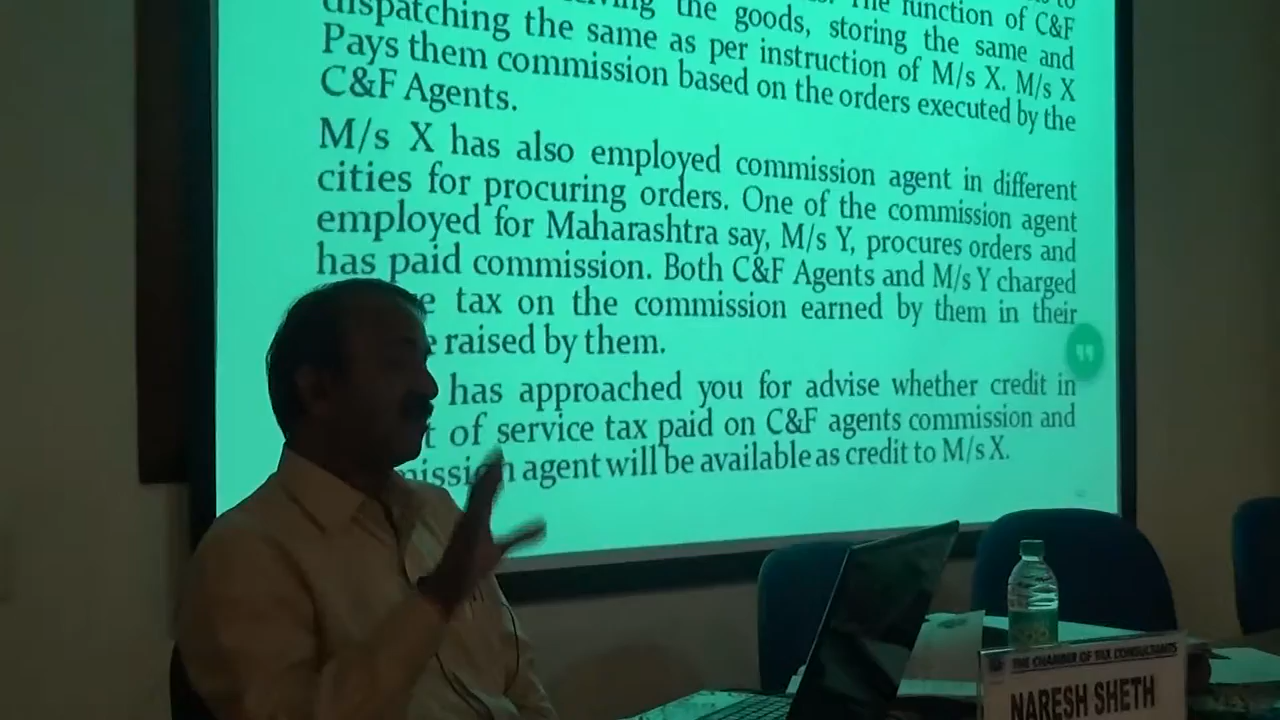 the function of C&F
the goods, storing the same and
dispatching the same as per instruction of M/s X. M/s X
Pays them commission based on the orders executed by the
C&F Agents.
M/s X has also employed commission agent in different
cities for procuring orders. One of the commission agent
employed for Maharashtra say, M/s Y, procures orders and
has paid commission. Both C&F Agents and M/s Y charged
tax on the commission earned by them in their
raised by them.
has approached you for advise whether credit in
of service tax paid on C&F agents commission and
agent will be available as credit to M/s X.
THE CHAMBER OF TAX CONSULTANTS
NARESH SHETH